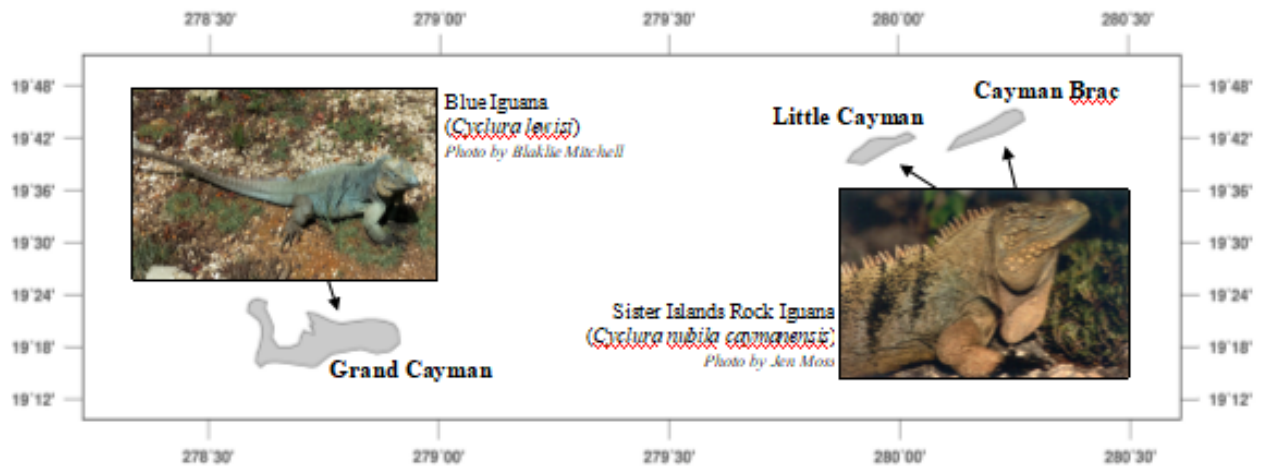 278˚30' 279˚00' 279˚30' 280˚00' 280˚30'
19˚48' 19˚48'
Cayman Brac
Blue Iguana
Little Cayman
(Cyclura lewisi)
19˚42' 19˚42'
Photo by Blaklie Mitchell
19˚36' 19˚36'
19˚30' 19˚30'
19˚24' 19˚24'
Sister Islands Rock Iguana
(Cyclura nubila caymanensis)
19˚18' 19˚18'
Photo by Jen Moss
Grand Cayman
19˚12' 19˚12'
278˚30' 279˚00' 279˚30' 280˚00' 280˚30'